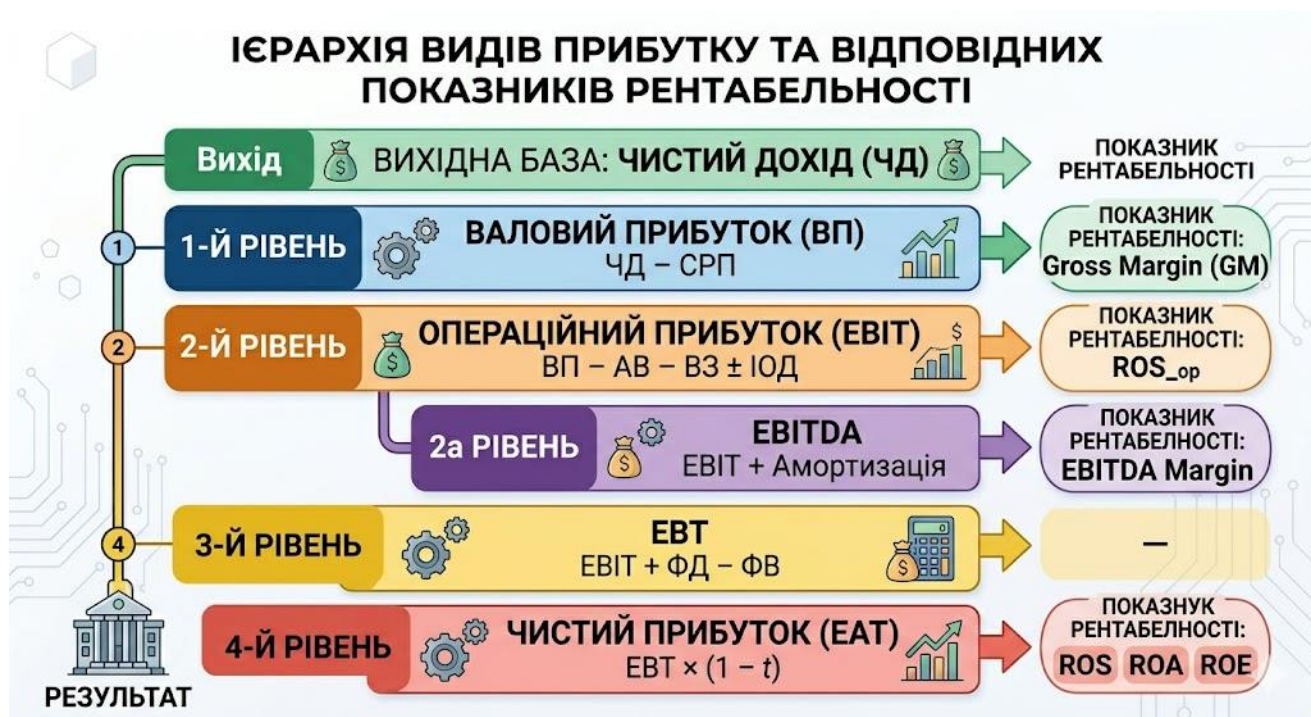 ІЄРАРХІЯ ВИДІВ ПРИБУТКУ ТА ВІДПОВІДНИХ
ПОКАЗНИКІВ РЕНТАБЕЛЬНОСТІ
Вихід
ВИХІДНА БАЗА: ЧИСТИЙ ДОХІД (ЧД)
ПОКАЗНИК
РЕНТАБЕЛЬНОСТІ
1
1-Й РІВЕНЬ
ВАЛОВИЙ ПРИБУТОК (ВП)
ЧД – СРП
ПОКАЗНИК
РЕНТАБЕЛНОСТІ:
Gross Margin (GM)
2
2-Й РІВЕНЬ
ОПЕРАЦІЙНИЙ ПРИБУТОК (EBIT)
ВП – АВ – ВЗ ± ІОД
ПОКАЗНИК
РЕНТАБЕЛЬНОСТІ:
ROS_op
2а РІВЕНЬ
EBITDA
EBIT + Амортизація
ПОКАЗНИК
РЕНТАБЕЛЬНОСТІ:
EBITDA Margin
4
3-Й РІВЕНЬ
EBT
EBIT + ФД – ФВ
—
4-Й РІВЕНЬ
ЧИСТИЙ ПРИБУТОК (EAT)
EBT × (1 – t)
ПОКАЗНУК
РЕНТАБЕЛЬНОСТІ:
ROS ROA ROE
РЕЗУЛЬТАТ